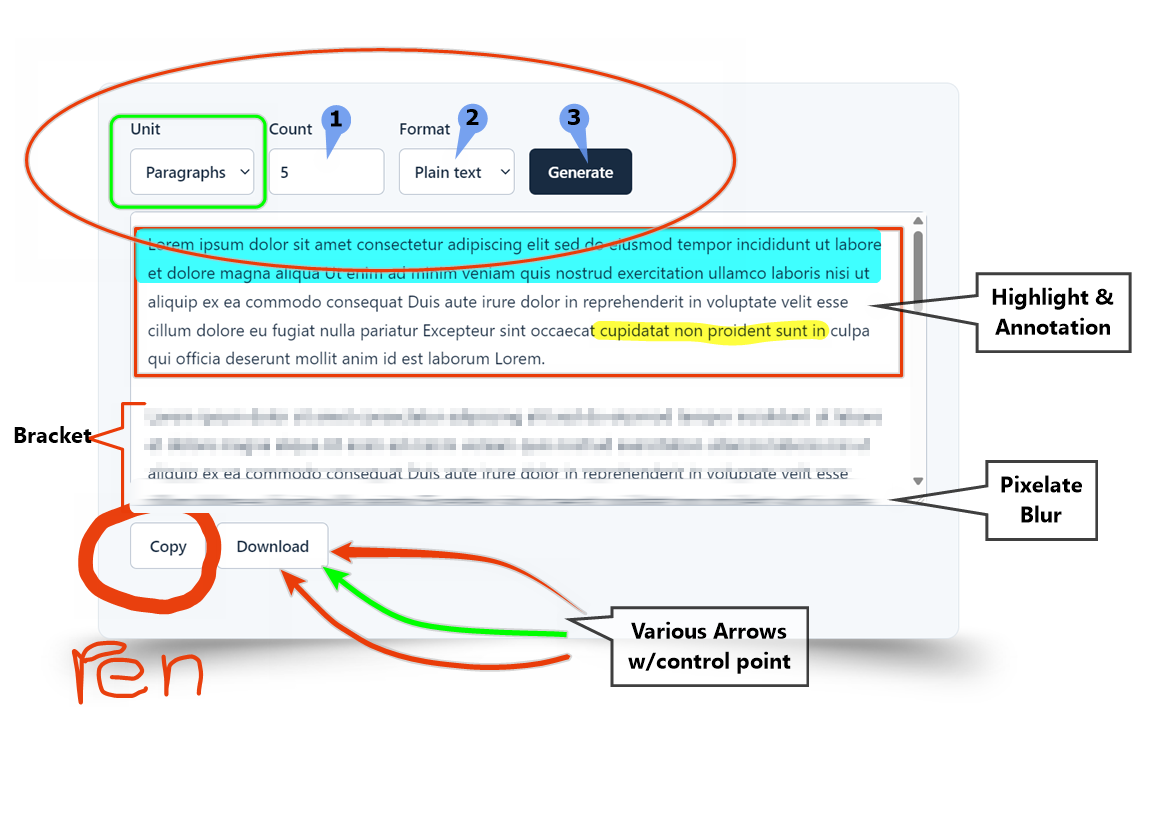 Unit
Count
1
Format
2
3
Paragraphs
5
Plain text
Generate
Lorem ipsum dolor sit amet consectetur adipiscing elit sed do eiusmod tempor incididunt ut labore
et dolore magna aliqua Ut enim ad minim veniam quis nostrud exercitation ullamco laboris nisi ut
aliquip ex ea commodo consequat Duis aute irure dolor in reprehenderit in voluptate velit esse
cillum dolore eu fugiat nulla pariatur Excepteur sint occaecat cupidatat non proident sunt in culpa
qui officia deserunt mollit anim id est laborum Lorem.
Highlight &
Annotation
Bracket
aliquip ex ea commodo consequat Duis aute irure dolor in reprehenderit in voluptate velit esse
Pixelate
Blur
Copy
Download
Various Arrows
w/control point
Pen